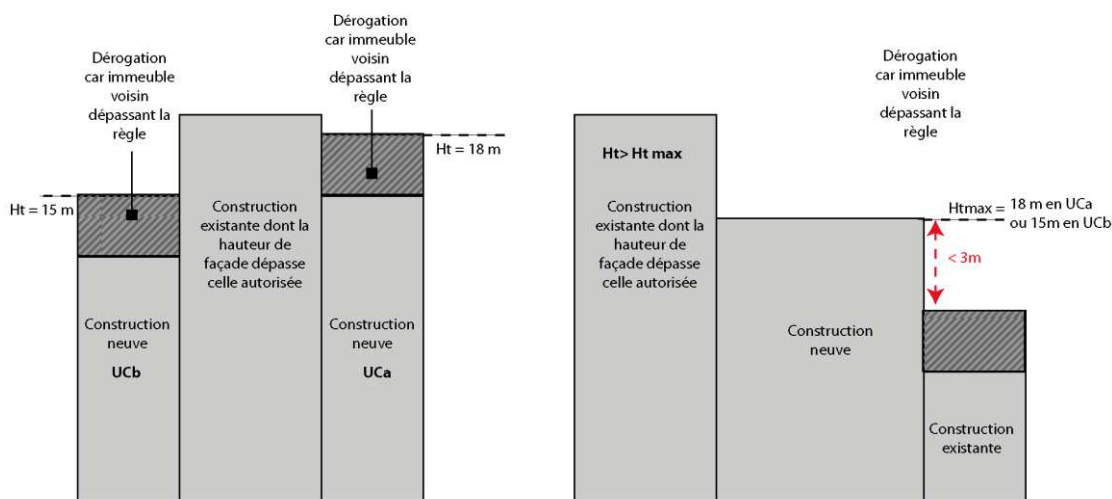 Dérogation
car immeuble
voisin
dépassant la
règle
Dérogation
car immeuble
voisin
dépassant la
règle
Ht = 15 m
Ht = 18 m
Construction
existante dont la
hauteur de
façade dépasse
celle autorisée
Construction
neuve
UCb
Construction
neuve
UCa
Dérogation
car immeuble
voisin
dépassant la
règle
Ht> Ht max
Construction
existante dont la
hauteur de
façade dépasse
celle autorisée
Htmax = 18 m en UCa
ou 15m en UCb
< 3m
Construction
neuve
Construction
existante